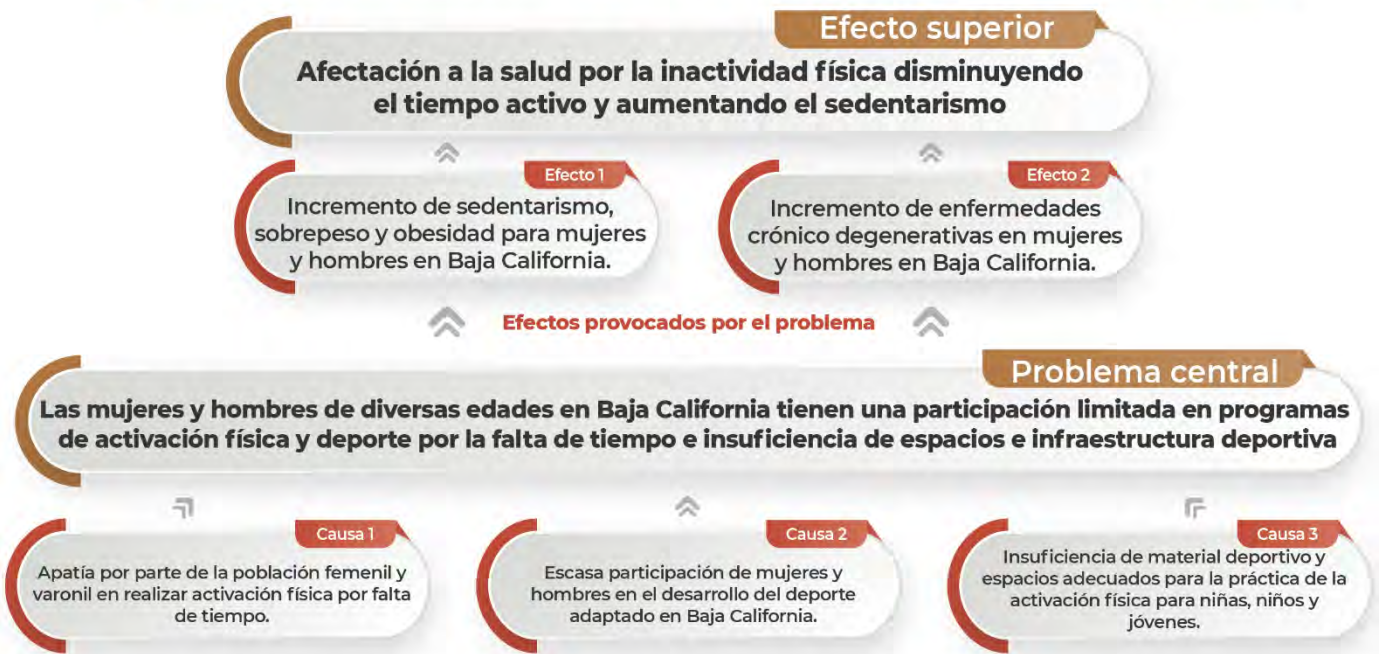 Efecto superior
Afectación a la salud por la inactividad física disminuyendo
el tiempo activo y aumentando el sedentarismo
Efecto 1
Incremento de sedentarismo,
sobrepeso y obesidad para mujeres
y hombres en Baja California.
Efecto 2
Incremento de enfermedades
crónico degenerativas en mujeres
y hombres en Baja California.
Efectos provocados por el problema
Problema central
Las mujeres y hombres de diversas edades en Baja California tienen una participación limitada en programas
de activación física y deporte por la falta de tiempo e insuficiencia de espacios e infraestructura deportiva
Causa 1
Apatía por parte de la población femenil y
varonil en realizar activación física por falta
de tiempo.
Causa 2
Escasa participación de mujeres y
hombres en el desarrollo del deporte
adaptado en Baja California.
Causa 3
Insuficiencia de material deportivo y
espacios adecuados para la práctica de la
activación física para niñas, niños y
jóvenes.